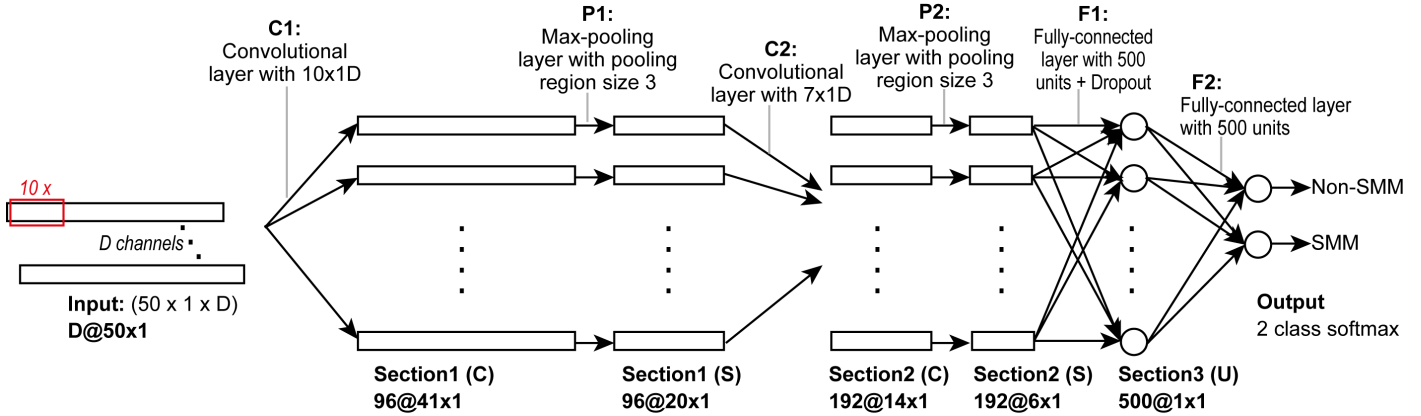 C1:
Convolutional
layer with 10x1D
P1:
Max-pooling
layer with pooling
region size 3
C2:
Convolutional
layer with 7x1D
P2:
Max-pooling
layer with pooling
region size 3
F1:
Fully-connected
layer with 500
units + Dropout
F2:
Fully-connected layer
with 500 units
10 x
D channels
Input: (50 x 1 x D)
D@50x1
Non-SMM
SMM
Output
2 class softmax
Section1 (C)
96@41x1
Section1 (S)
96@20x1
Section2 (C)
192@14x1
Section2 (S)
192@6x1
Section3 (U)
500@1x1